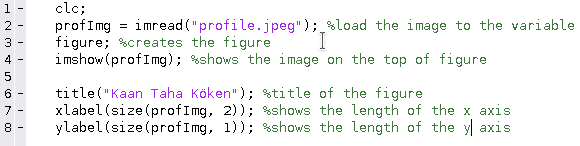 1 - clc;
2 - profImg = imread("profile.jpeg"); %load the image to the variable
3 - figure; %creates the figure
4 - imshow(profImg); %shows the image on the top of figure
5
6 - title("Kaan Taha Köken"); %title of the figure
7 - xlabel(size(profImg, 2)); %shows the length of the x axis
8 - ylabel(size(profImg, 1)); %shows the length of the y axis